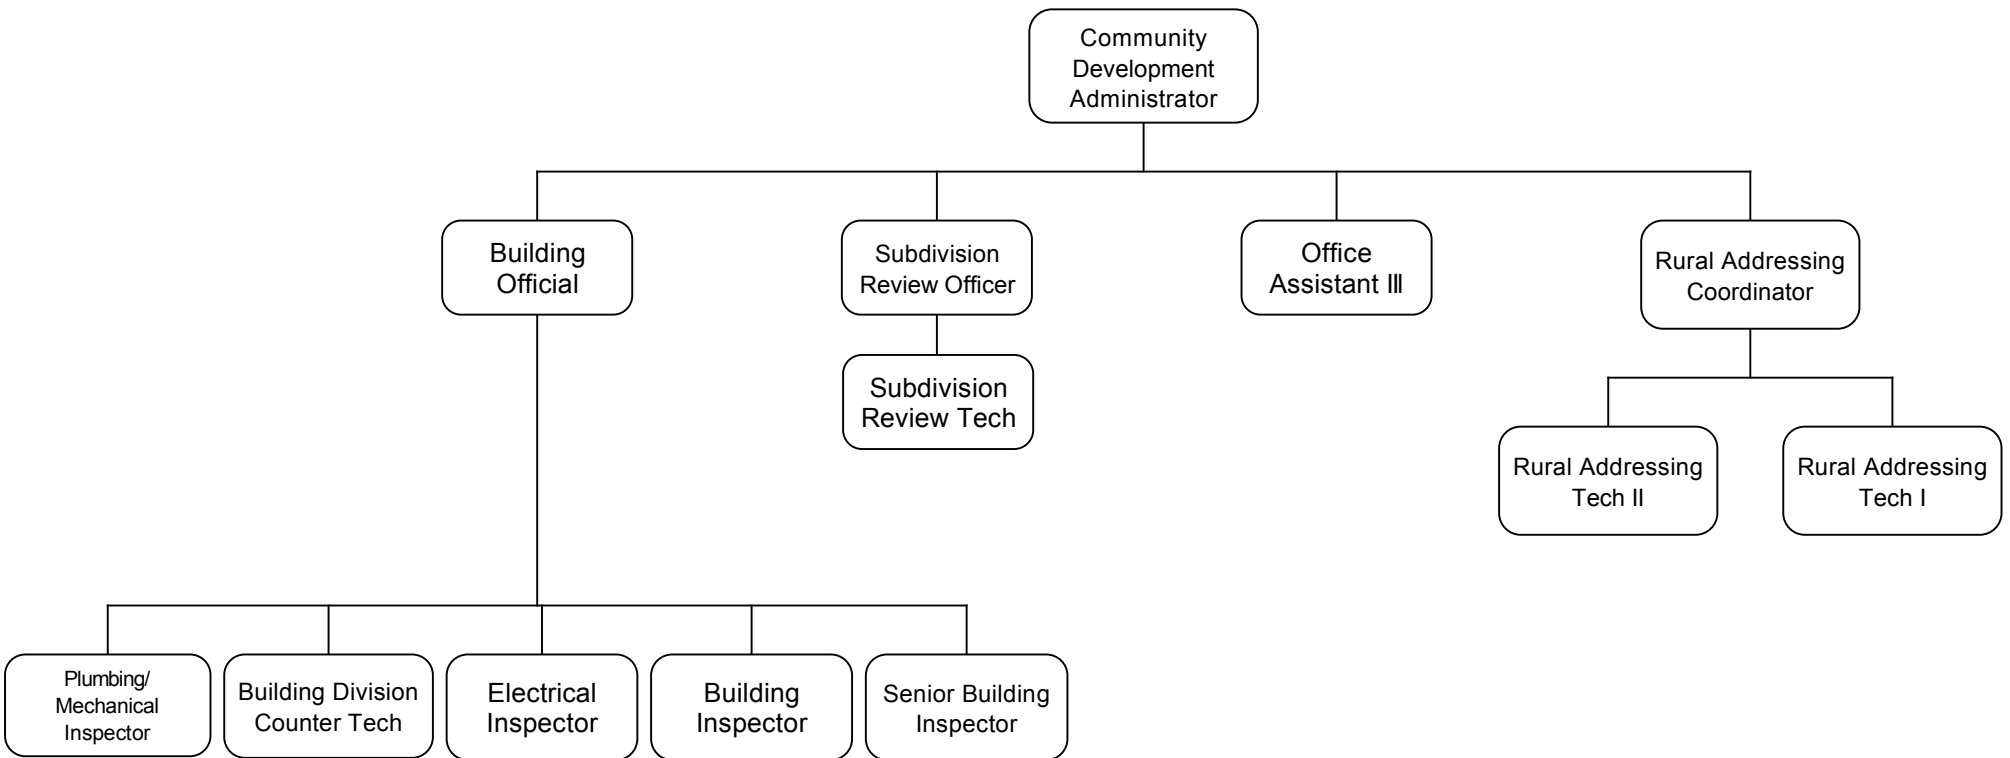 Community
Development
Administrator
Building
Official
Subdivision
Review Officer
Office
Assistant III
Rural Addressing
Coordinator
Subdivision
Review Tech
Rural Addressing
Tech II
Rural Addressing
Tech I
Plumbing/
Mechanical
Inspector
Building Division
Counter Tech
Electrical
Inspector
Building
Inspector
Senior Building
Inspector